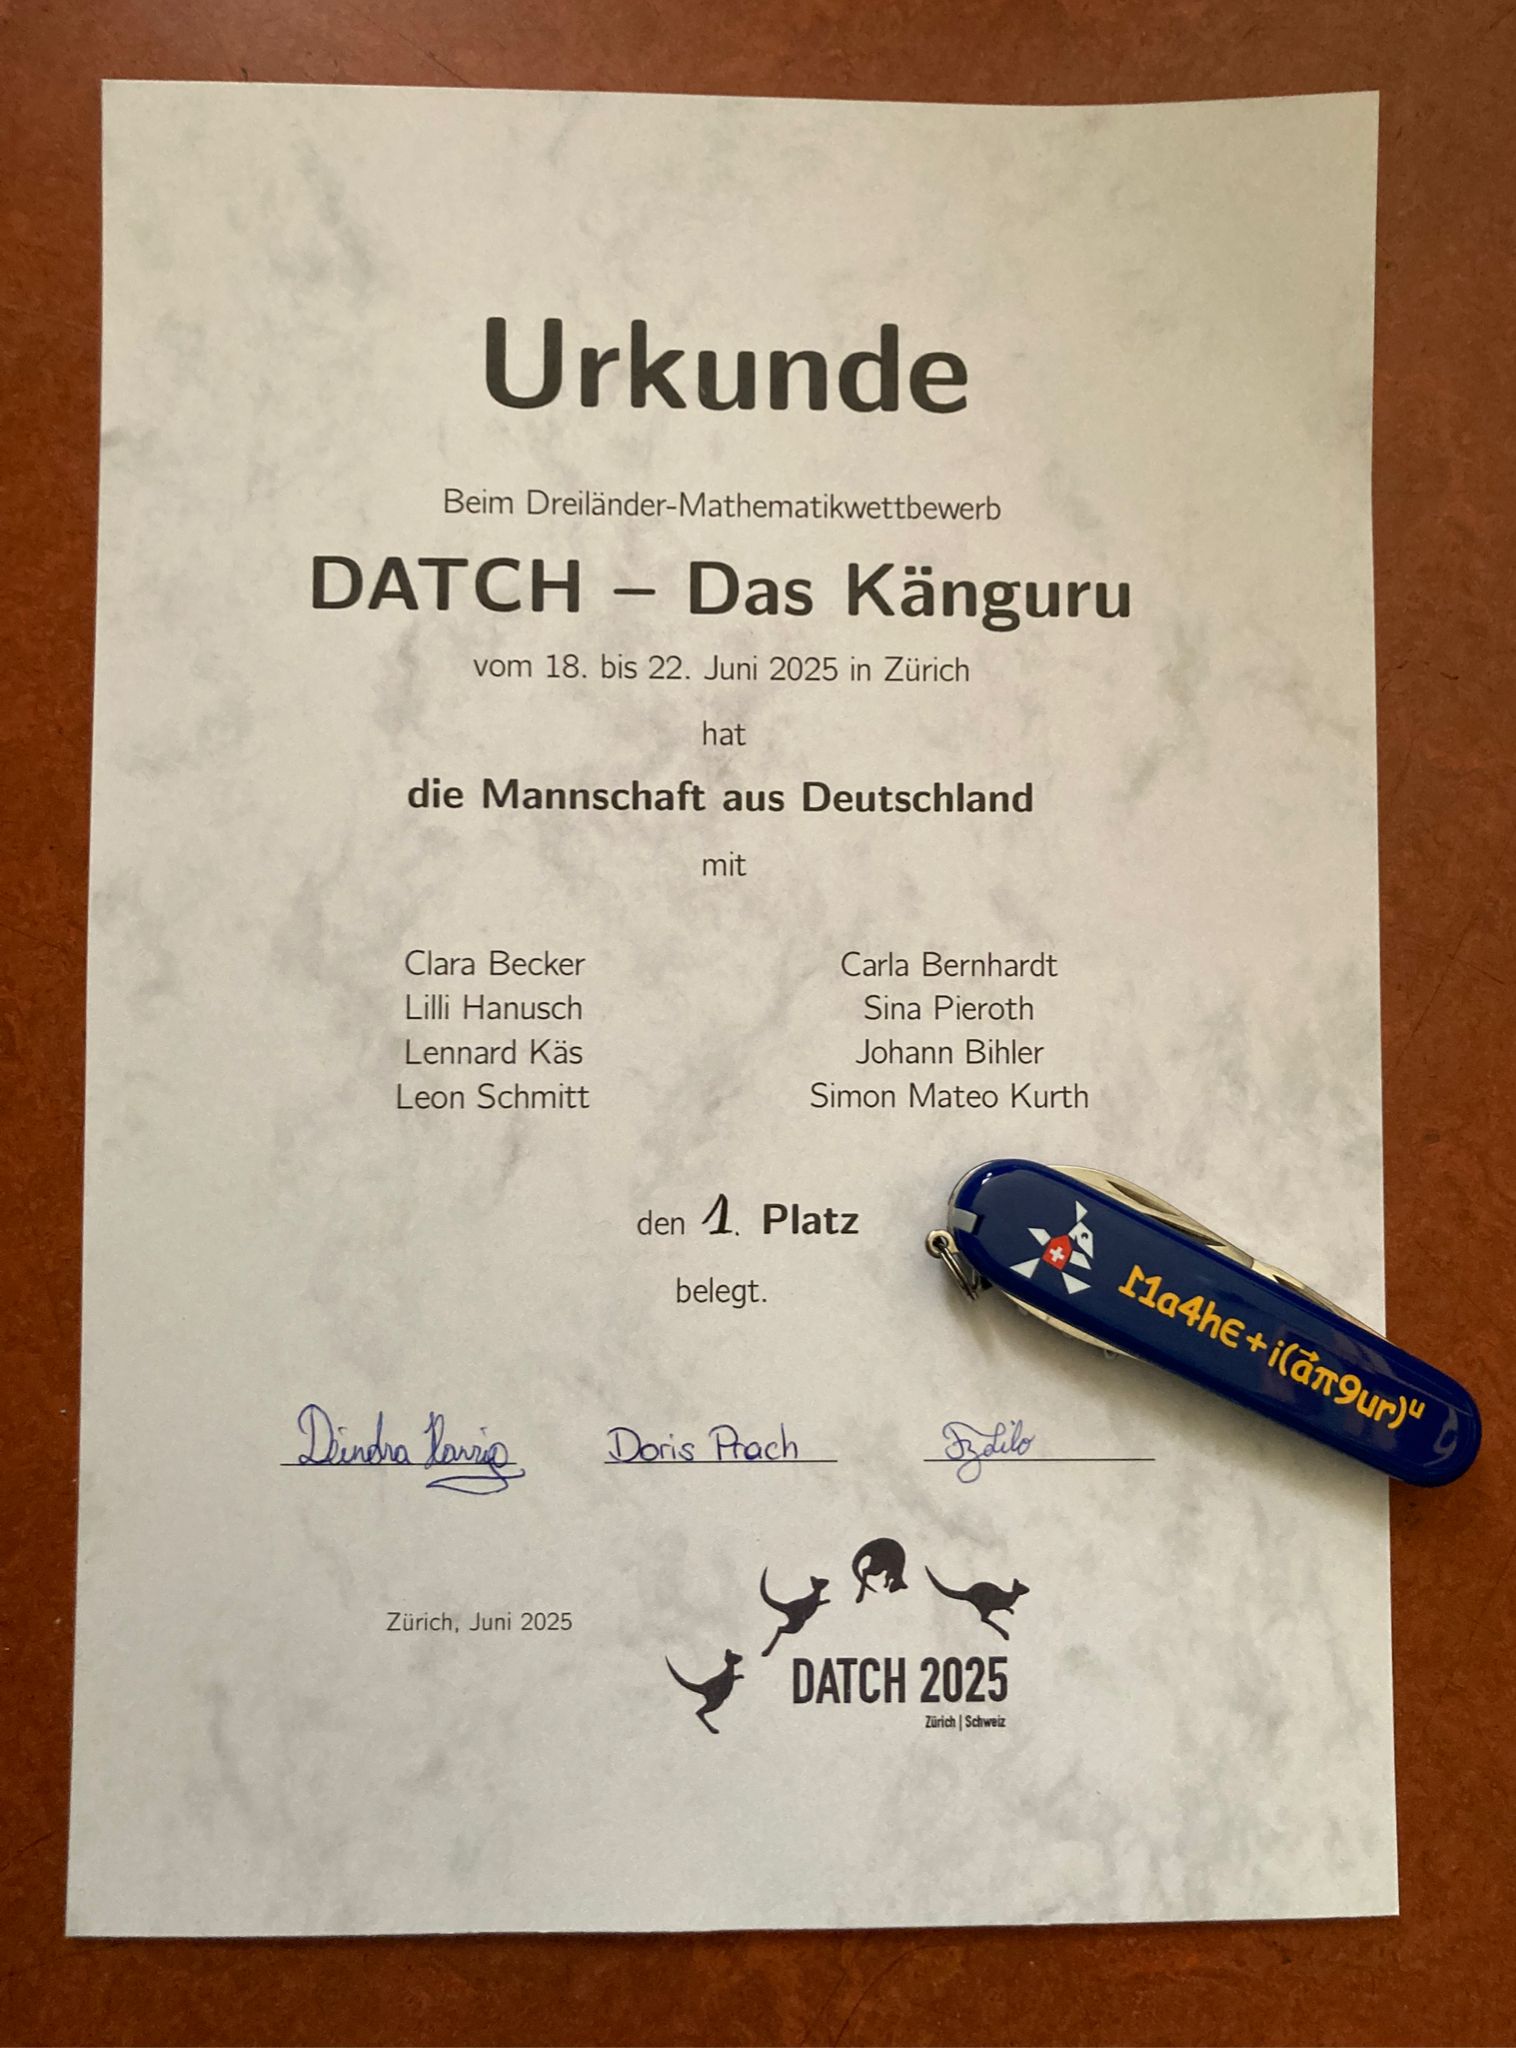 Urkunde
Beim Dreiländer-Mathematikwettbewerb
DATCH – Das Känguru
vom 18. bis 22. Juni 2025 in Zürich
hat
die Mannschaft aus Deutschland
mit
Clara Becker Carla Bernhardt
Lilli Hanusch Sina Pieroth
Lennard Käs Johann Bihler
Leon Schmitt Simon Mateo Kurth
den 1. Platz
belegt.
Doris Prach
Zürich, Juni 2025
DATCH 2025
Zürich | Schweiz